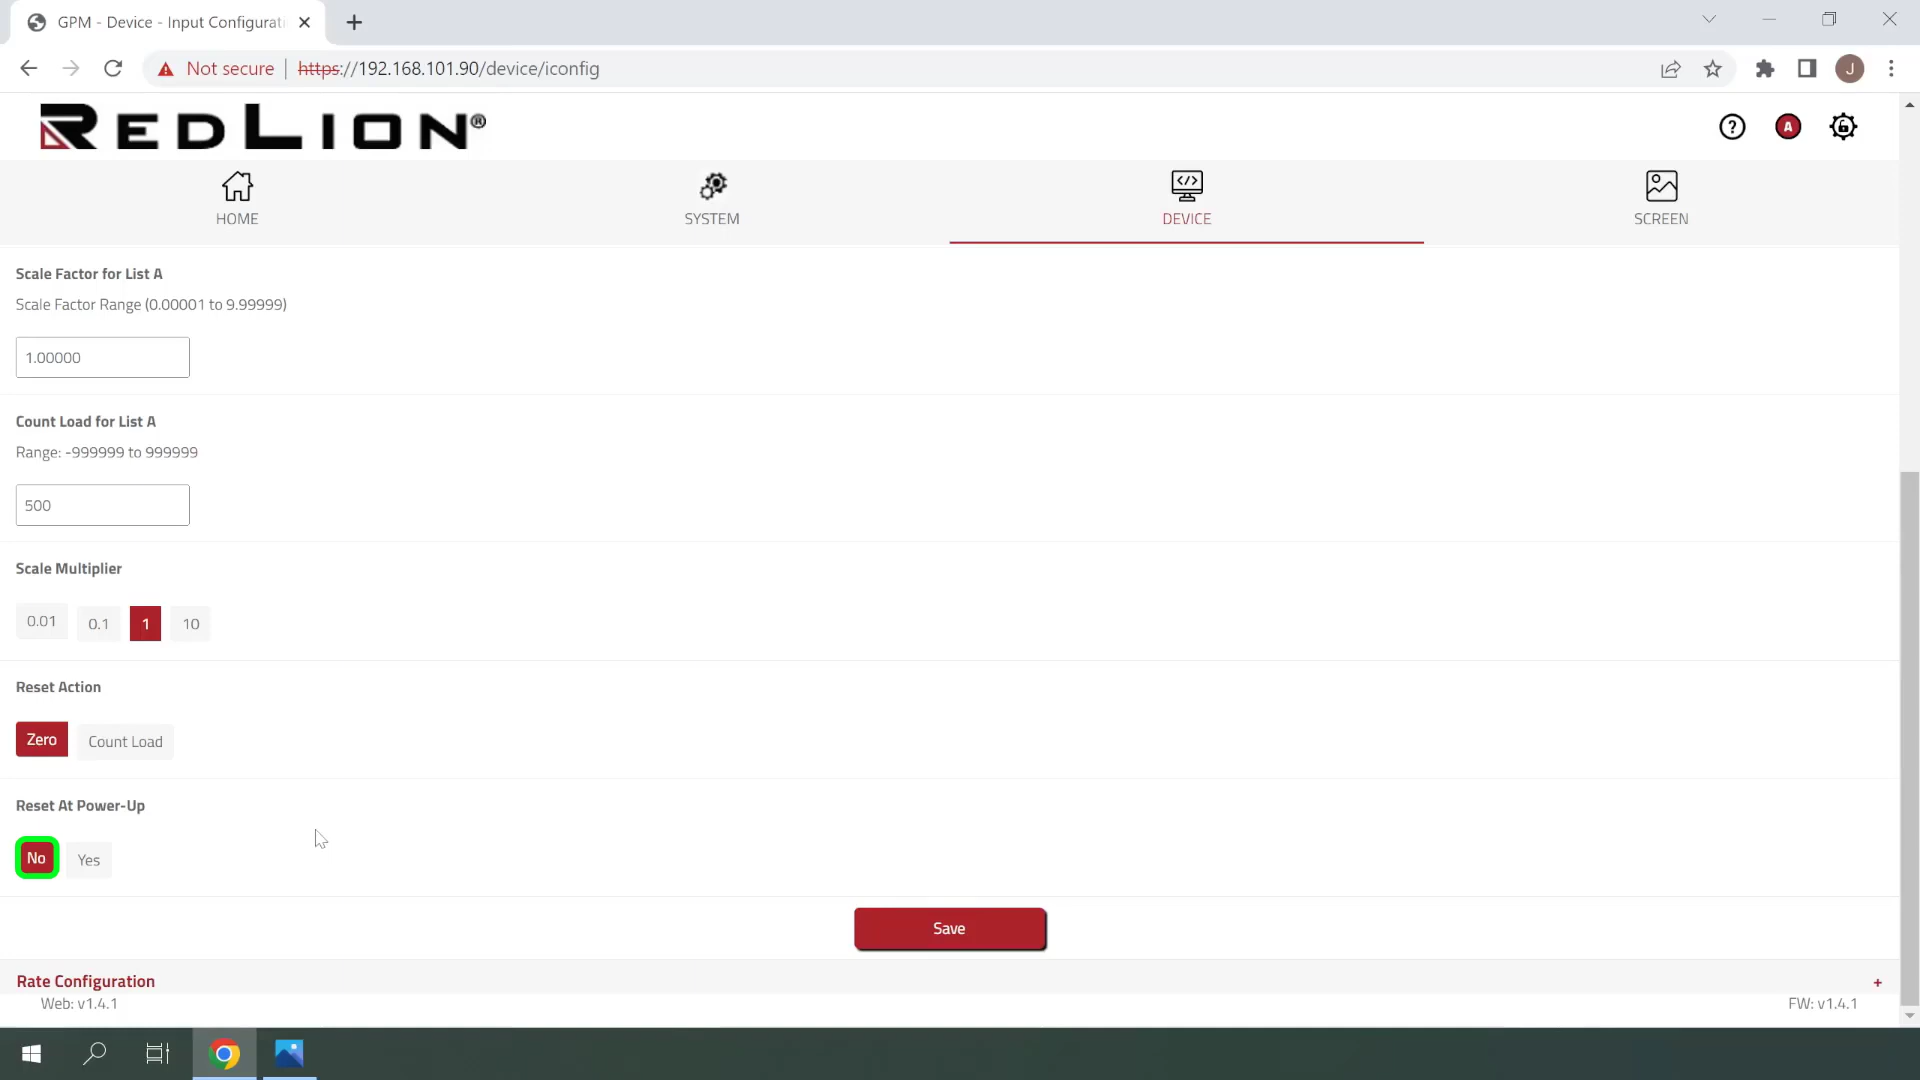 GPM - Device - Input Configurati
Not secure | https://192.168.101.90/device/iconfig
J
REDLION®
?
A
HOME
SYSTEM
DEVICE
SCREEN
Scale Factor for List A
Scale Factor Range (0.00001 to 9.99999)
1.00000
Count Load for List A
Range: -999999 to 999999
500
Scale Multiplier
0.01 0.1 1 10
Reset Action
Zero Count Load
Reset At Power-Up
No Yes
Save
Rate Configuration +
Web: v1.4.1
FW: v1.4.1